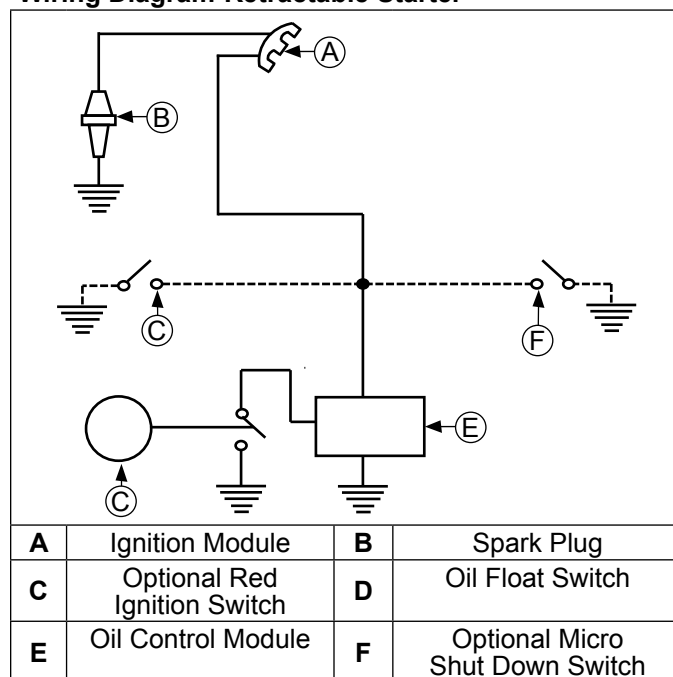 Wiring Diagram-Retractable Starter
A
B
C
F
E
C
A Ignition Module B Spark Plug
C Optional Red
Ignition Switch D Oil Float Switch
E Oil Control Module F Optional Micro
Shut Down Switch